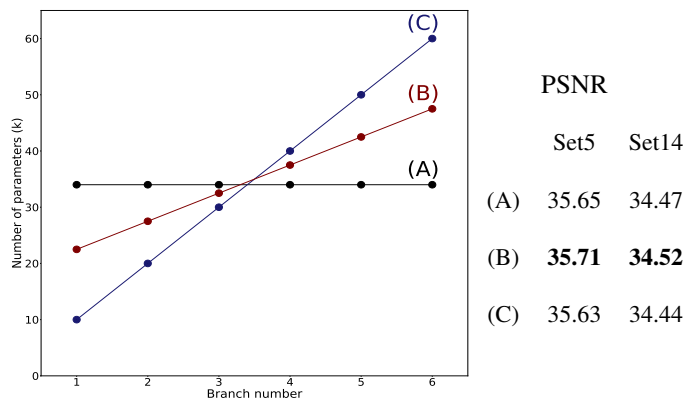 (C)
60
50
(B)
40
(A)
30
20
10
0
1 2 3 4 5 6
Branch number
Number of parameters (k)
PSNR
Set5 Set14
(A) 35.65 34.47
(B) 35.71 34.52
(C) 35.63 34.44